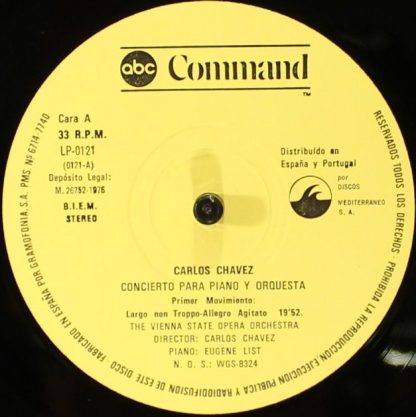 abc Command
TM
Cara A
33 R.P.M.
LP-0121
(0121-A)
Depósito Legal:
M. 26752-1976
B.I.E.M.
STEREO
Distribuído en
España y Portugal
por
DISCOS
MEDITERRANEO
S. A.
CARLOS CHAVEZ
CONCIERTO PARA PIANO Y ORQUESTA
Primer Movimiento:
Largo non Troppo-Allegro Agitato 19'52.
THE VIENNA STATE OPERA ORCHESTRA
DIRECTOR: CARLOS CHAVEZ
PIANO: EUGENE LIST
N. O. S.: WGS-8324
FABRICADO EN ESPAÑA POR GRAMOFONIA, S.A. PMS. Nº 6714-7740
RESERVADOS TODOS LOS DERECHOS - PROHIBIDA LA REPRODUCCION EJECUCION PUBLICA Y RADIODIFUSION DE ESTE DISCO